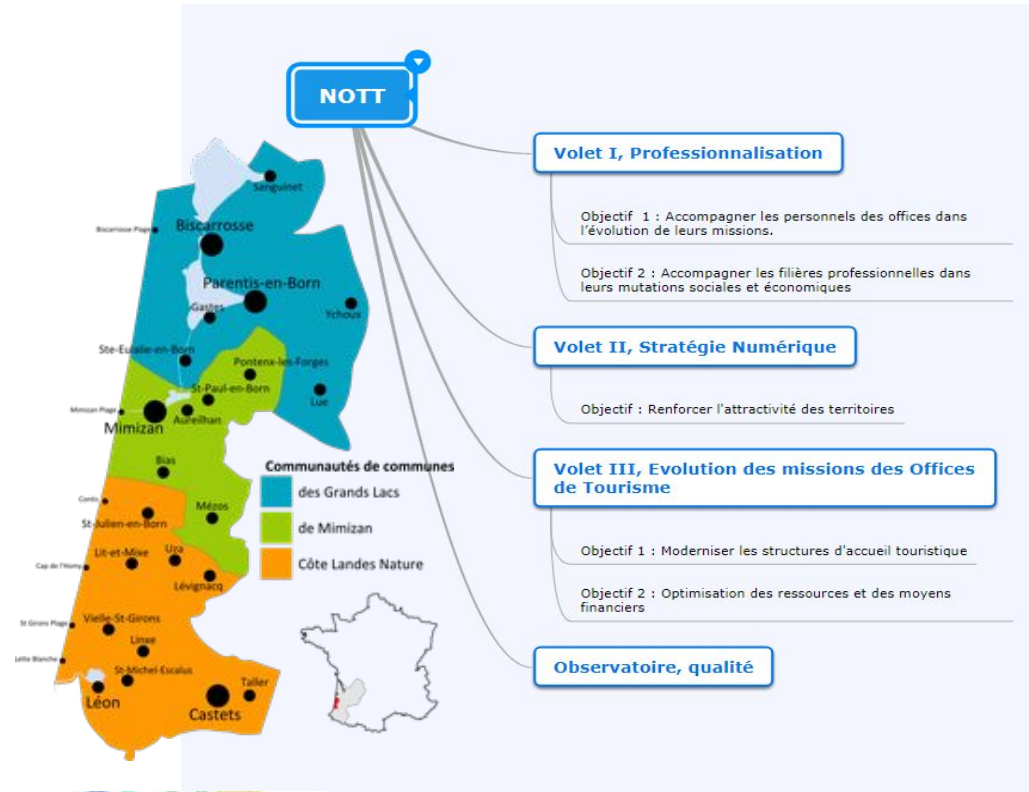 NOTT
Volet I, Professionnalisation
Objectif 1 : Accompagner les personnels des offices dans
l'évolution de leurs missions.
Objectif 2 : Accompagner les filières professionnelles dans
leurs mutations sociales et économiques
Volet II, Stratégie Numérique
Objectif : Renforcer l'attractivité des territoires
Volet III, Evolution des missions des Offices
de Tourisme
Objectif 1 : Moderniser les structures d'accueil touristique
Objectif 2 : Optimisation des ressources et des moyens
financiers
Observatoire, qualité
Sanguinet
Biscarrosse Plage
Biscarrosse
Parentis-en-Born
Gastes
Ychoux
Ste-Eulalie-en-Born
Pontenx-les-Forges
St-Paul-en-Born
Lue
Mimizan Plage
Aureilhan
Mimizan
Bias
Contis
Mézos
St-Julien-en-Born
Lit-et-Mixe
Uza
Cap de l'Homy
Lévignacq
St Girons Plage
Vielle-St-Girons
Linxe
Lette Blanche
St-Michel-Escalus
Taller
Léon
Castets
Communautés de communes
des Grands Lacs
de Mimizan
Côte Landes Nature